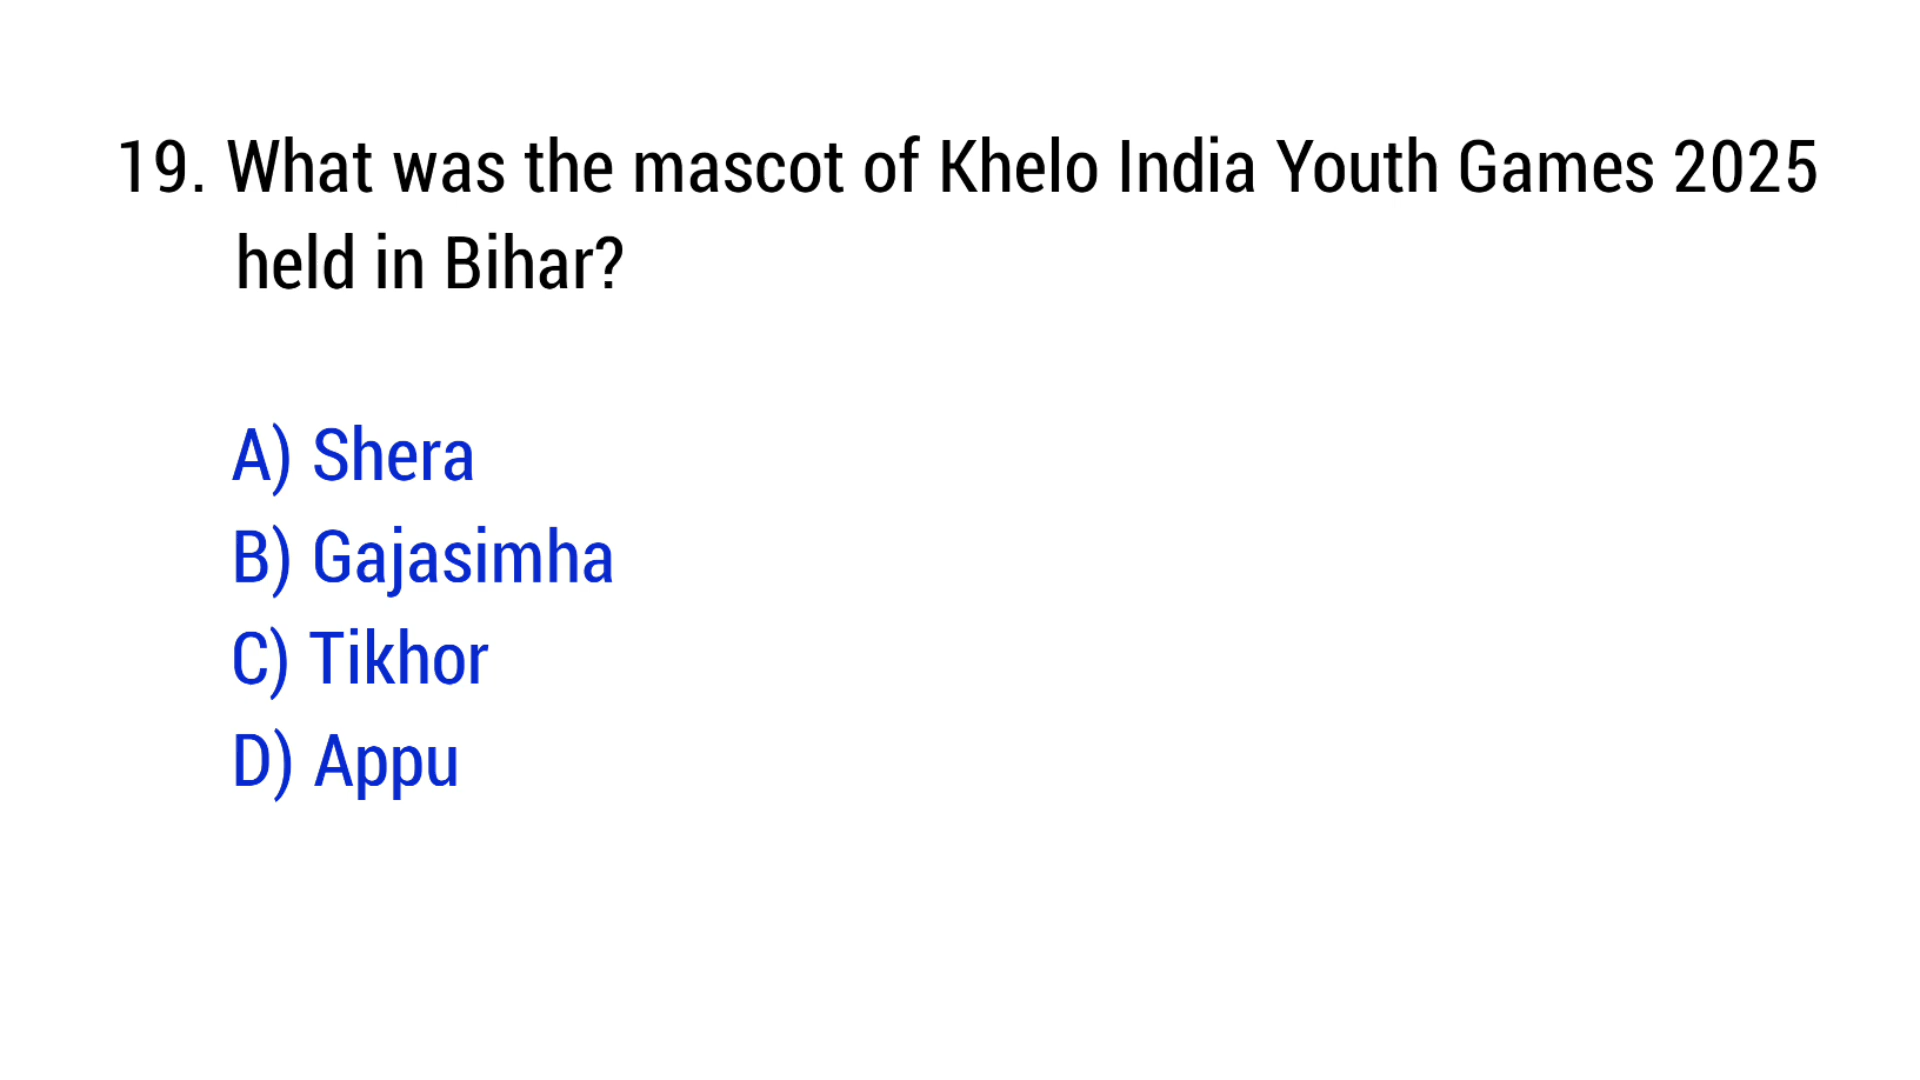 19. What was the mascot of Khelo India Youth Games 2025
held in Bihar?
A) Shera
B) Gajasimha
C) Tikhor
D) Appu